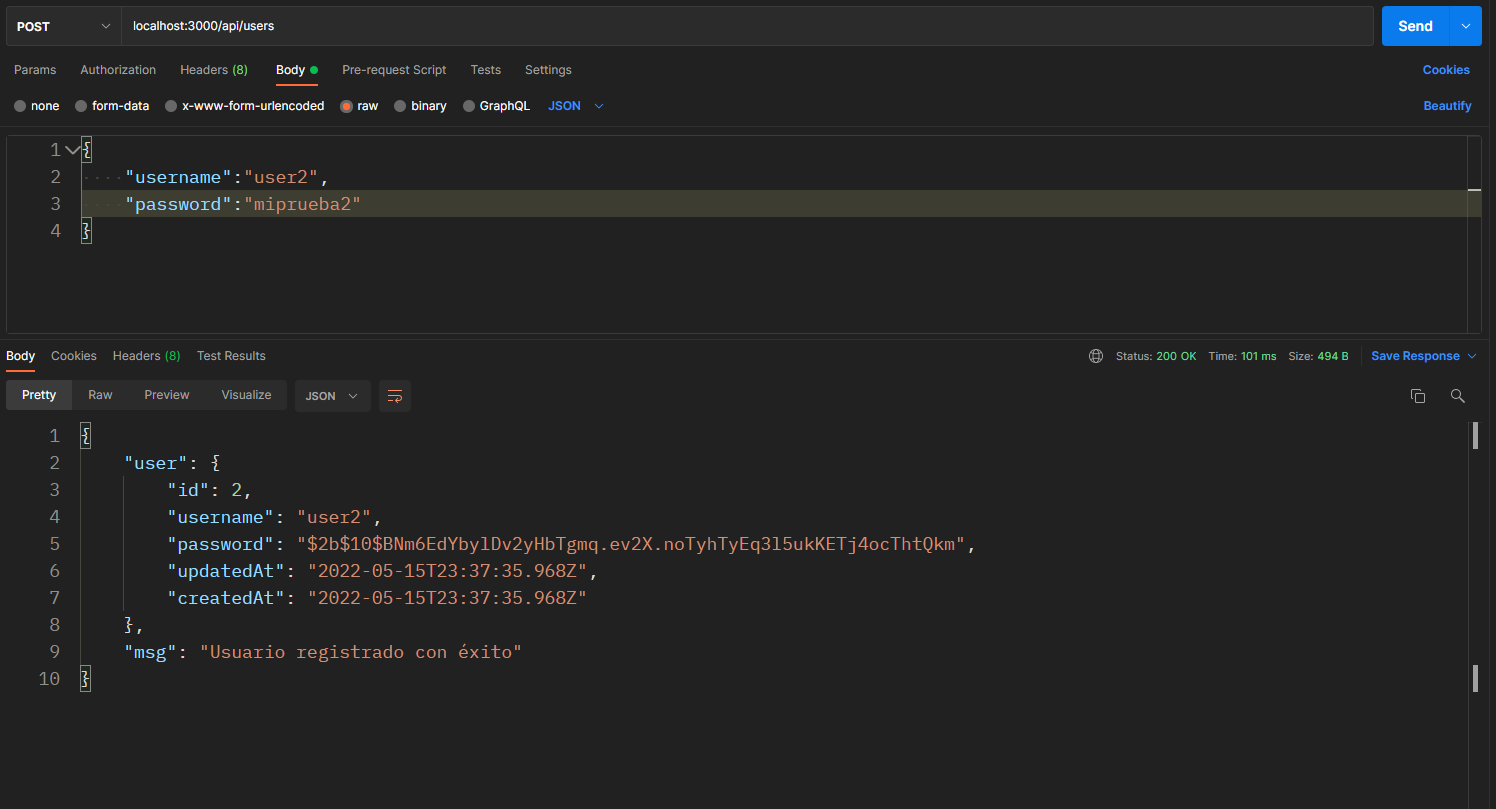 POST localhost:3000/api/users Send
Params Authorization Headers (8) Body Pre-request Script Tests Settings Cookies
none form-data x-www-form-urlencoded raw binary GraphQL JSON Beautify
1 {
2 "username":"user2",
3 "password":"miprueba2"
4 }
Body Cookies Headers (8) Test Results Status: 200 OK Time: 101 ms Size: 494 B Save Response
Pretty Raw Preview Visualize JSON
1 {
2 "user": {
3 "id": 2,
4 "username": "user2",
5 "password": "$2b$10$BNm6EdYbylDv2yHbTgmq.ev2X.noTyhTyEq3l5ukKETj4ocThtQkm",
6 "updatedAt": "2022-05-15T23:37:35.968Z",
7 "createdAt": "2022-05-15T23:37:35.968Z"
8 },
9 "msg": "Usuario registrado con éxito"
10 }